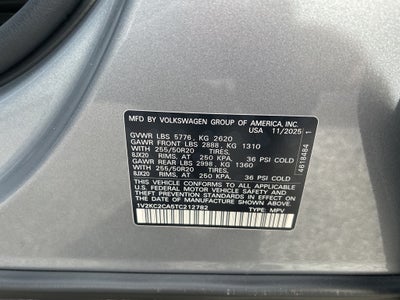 MFD BY VOLKSWAGEN GROUP OF AMERICA, INC.
USA 11/2025
GVWR LBS 5776, KG 2620
GAWR FRONT LBS 2888, KG 1310
WITH 255/50R20 TIRES,
8JX20 RIMS, AT 250 KPA, 36 PSI COLD
GAWR REAR LBS 2998, KG 1360
WITH 255/50R20 TIRES,
8JX20 RIMS, AT 250 KPA, 36 PSI COLD
THIS VEHICLE CONFORMS TO ALL APPLICABLE
U.S. FEDERAL MOTOR VEHICLE SAFETY AND
THEFT PREVENTION STANDARDS IN EFFECT ON
THE DATE OF MANUFACTURE SHOWN ABOVE.
1V2KC2CA5TC212782 TYPE: MPV
4618484